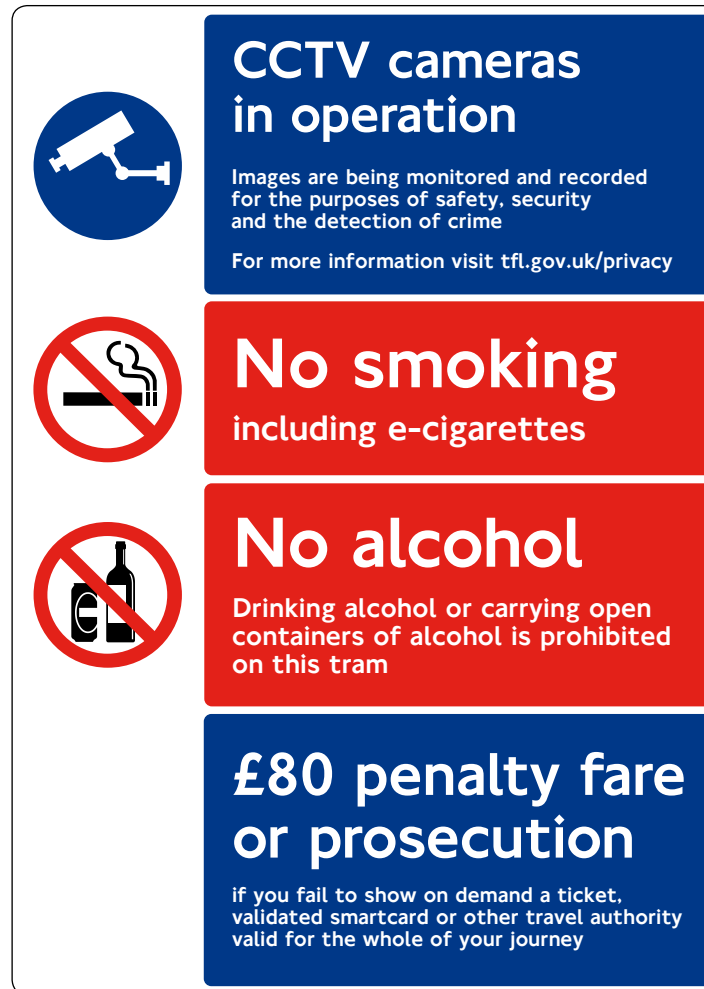 CCTV cameras
in operation
Images are being monitored and recorded
for the purposes of safety, security
and the detection of crime
For more information visit tfl.gov.uk/privacy
No smoking
including e-cigarettes
No alcohol
Drinking alcohol or carrying open
containers of alcohol is prohibited
on this tram
£80 penalty fare
or prosecution
if you fail to show on demand a ticket,
validated smartcard or other travel authority
valid for the whole of your journey